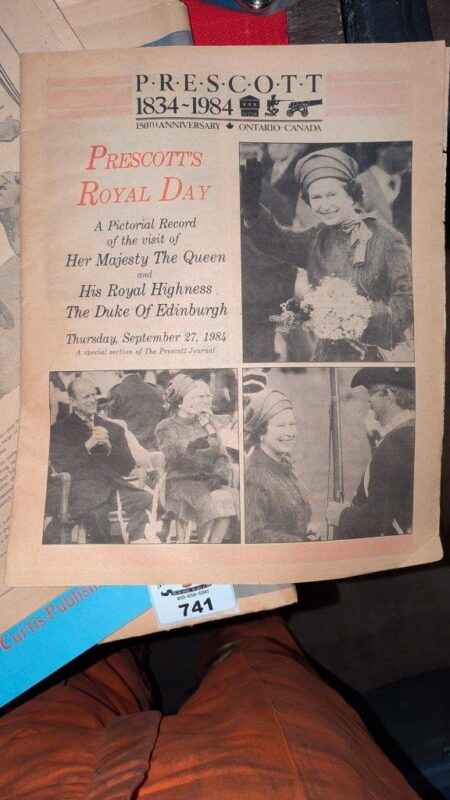 P·R·E·S·C·O·T·T
1834~1984
150TH ANNIVERSARY ONTARIO·CANADA
PRESCOTT'S
ROYAL DAY
A Pictorial Record
of the visit of
Her Majesty The Queen
and
His Royal Highness
The Duke Of Edinburgh
Thursday, September 27, 1984
A special section of The Prescott Journal
741
Curtis Publish